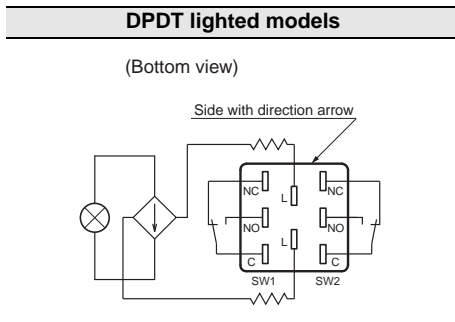 DPDT lighted models
(Bottom view)
Side with direction arrow
NC
L
NC
NO
L
NO
C
C
SW1
SW2